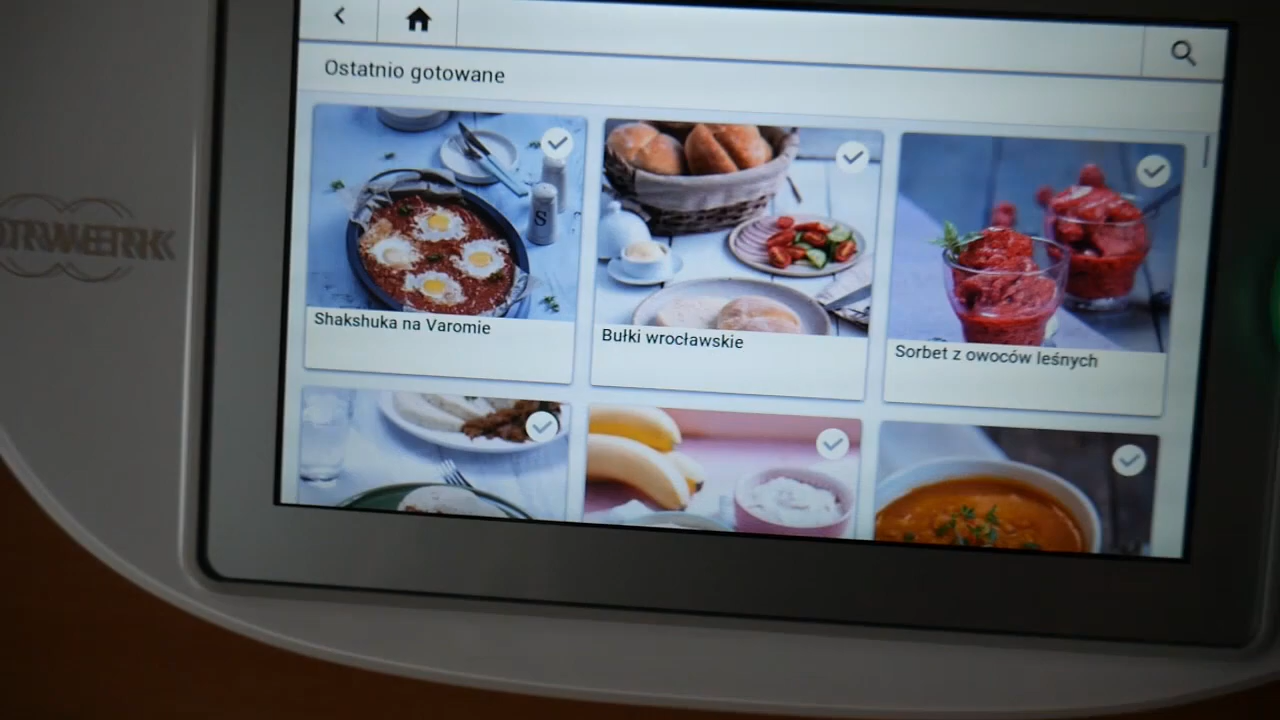 Ostatnio gotowane
Shakshuka na Varomie
Bułki wrocławskie
Sorbet z owoców leśnych
S